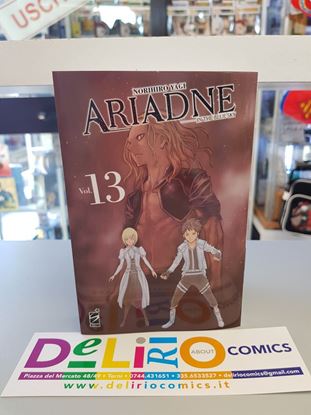 USCI
NORIHIRO YAGI
ARIADNE
IN THE BLUE SKY
Vol. 13
DeLiRiO
ABOUT
COMICS
Piazza del Mercato 48/49 • Terni • 0744.431651 • 335.6533527 • deliriocomics@gmail.com
www.deliriocomics.it